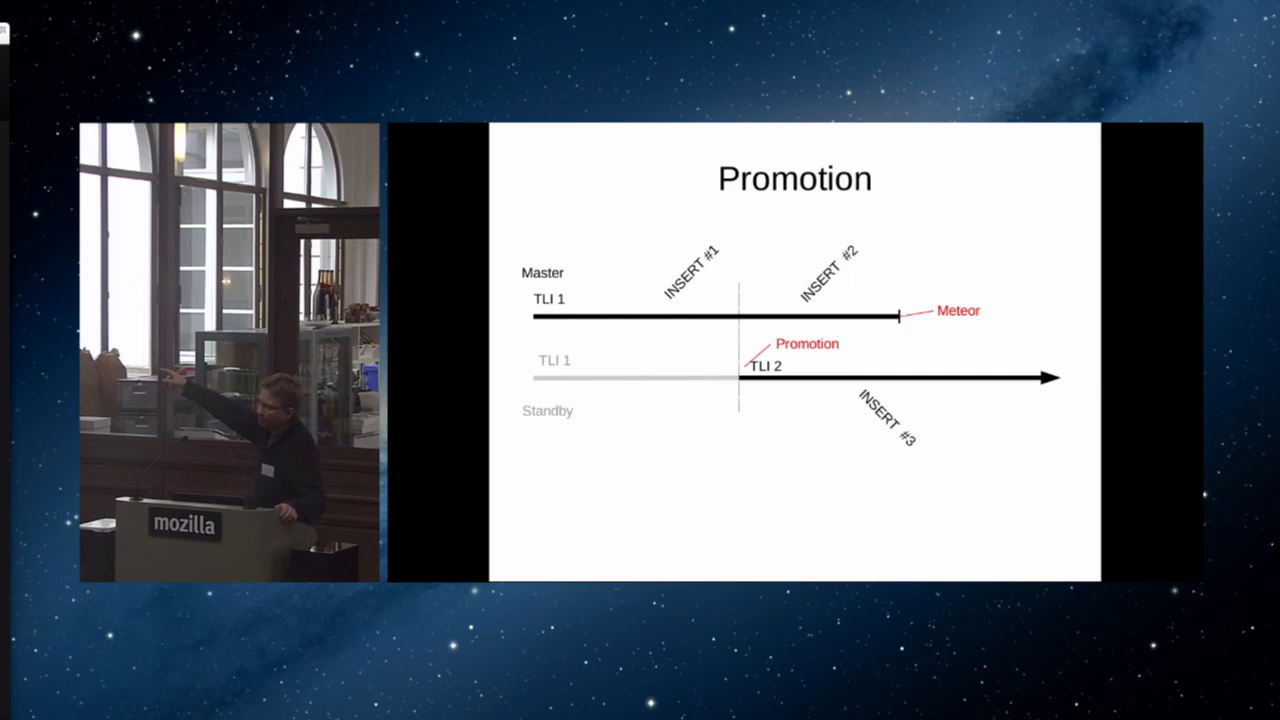 Promotion
INSERT #1
INSERT #2
Master
TLI 1
Meteor
Promotion
TLI 1
TLI 2
Standby
INSERT #3
mozilla